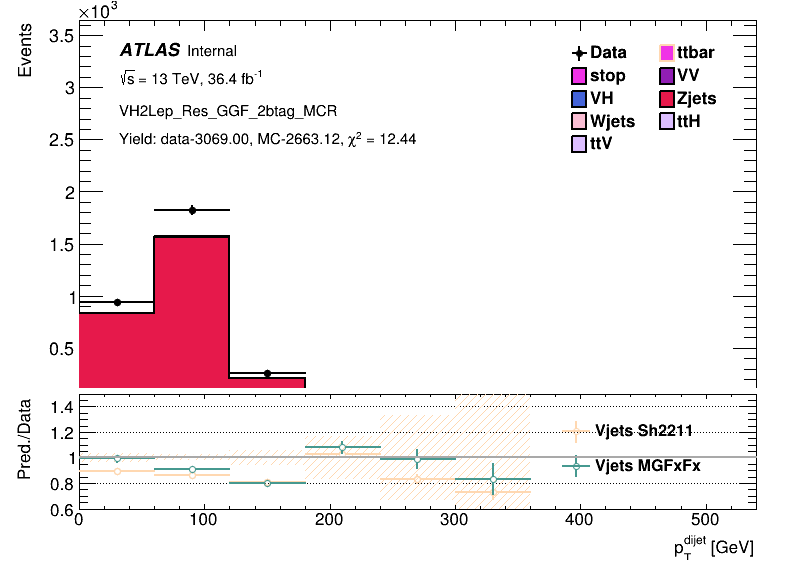 ×10³
Events
3.5
3
2.5
2
1.5
1
0.5
ATLAS Internal
√s = 13 TeV, 36.4 fb⁻¹
VH2Lep_Res_GGF_2btag_MCR
Yield: data-3069.00, MC-2663.12, χ² = 12.44
Data ttbar
stop VV
VH Zjets
Wjets ttH
ttV
Pred./Data
1.4
1.2
1
0.8
0.6
Vjets Sh2211
Vjets MGFxFx
0 100 200 300 400 500
p_T^dijet [GeV]